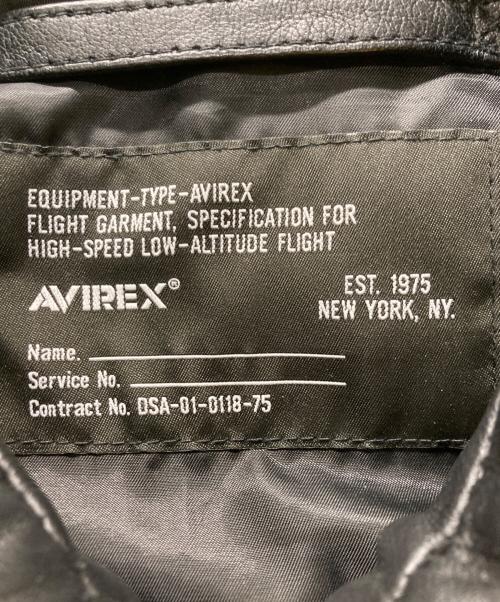 EQUIPMENT-TYPE-AVIREX
FLIGHT GARMENT, SPECIFICATION FOR
HIGH-SPEED LOW-ALTITUDE FLIGHT
AVIREX®
EST. 1975
NEW YORK, NY.
Name.
Service No.
Contract No. DSA-01-0118-75